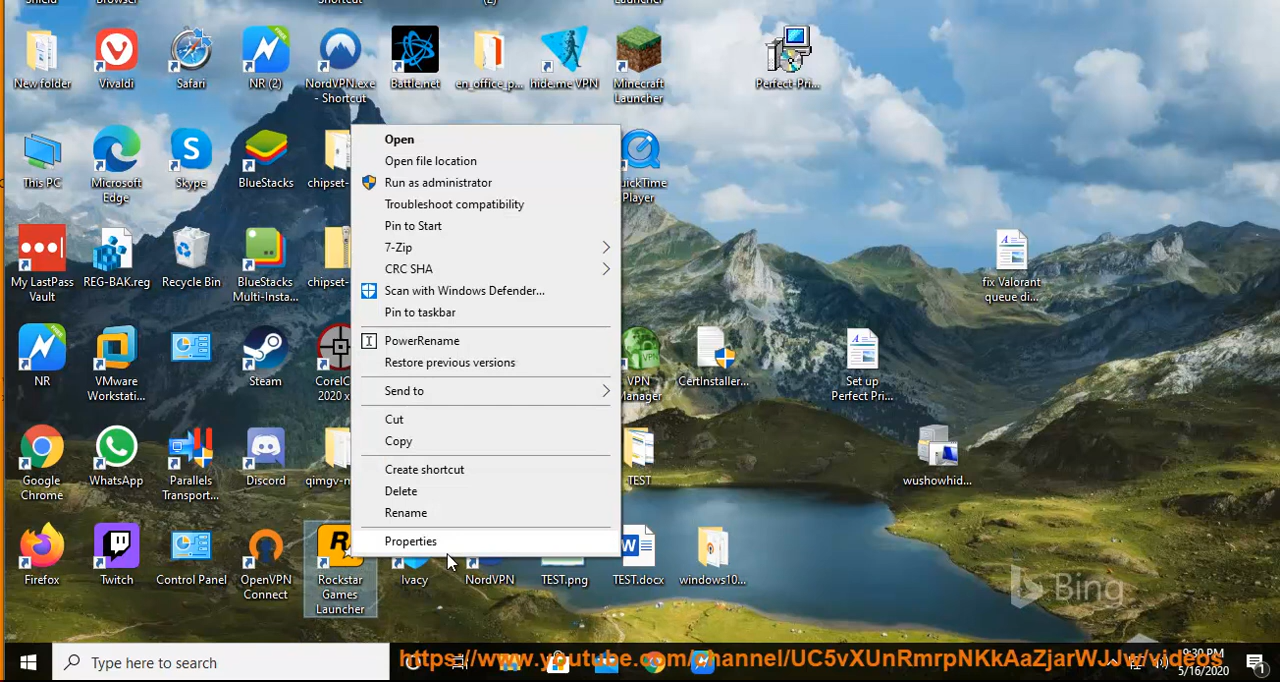 Shield
Browser
Shortcut
(2)
Launcher
New folder
Vivaldi
Safari
NR (2)
NordVPN.exe
- Shortcut
Battle.net
en_office_p...
hide.me VPN
Minecraft
Launcher
Perfect-Pri...
Open
Open file location
Run as administrator
Troubleshoot compatibility
Pin to Start
7-Zip
CRC SHA
Scan with Windows Defender...
Pin to taskbar
PowerRename
Restore previous versions
Send to
Cut
Copy
Create shortcut
Delete
Rename
Properties
This PC
Microsoft
Edge
Skype
BlueStacks
chipset-
QuickTime
Player
My LastPass
Vault
REG-BAK.reg
Recycle Bin
BlueStacks
Multi-Insta...
chipset-
fix Valorant
queue di...
NR
VMware
Workstati...
Steam
CorelC
2020 x
VPN
Manager
CertInstaller...
Set up
Perfect Pri...
Google
Chrome
WhatsApp
Parallels
Transport...
Discord
qimgv-m
TEST
wushowhid...
Firefox
Twitch
Control Panel
OpenVPN
Connect
Rockstar
Games
Launcher
Ivacy
NordVPN
TEST.png
TEST.docx
windows10...
Bing
Type here to search
https://www.youtube.com/channel/UC5vXUnRmrpNKkAaZjarWJJw/videos
9:30 PM
5/16/2020